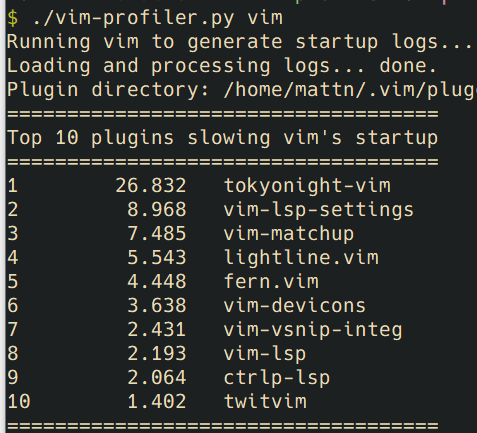 $ ./vim-profiler.py vim
Running vim to generate startup logs...
Loading and processing logs... done.
Plugin directory: /home/mattn/.vim/plug
====================================
Top 10 plugins slowing vim's startup
====================================
1         26.832   tokyonight-vim
2          8.968   vim-lsp-settings
3          7.485   vim-matchup
4          5.543   lightline.vim
5          4.448   fern.vim
6          3.638   vim-devicons
7          2.431   vim-vsnip-integ
8          2.193   vim-lsp
9          2.064   ctrlp-lsp
10         1.402   twitvim
====================================